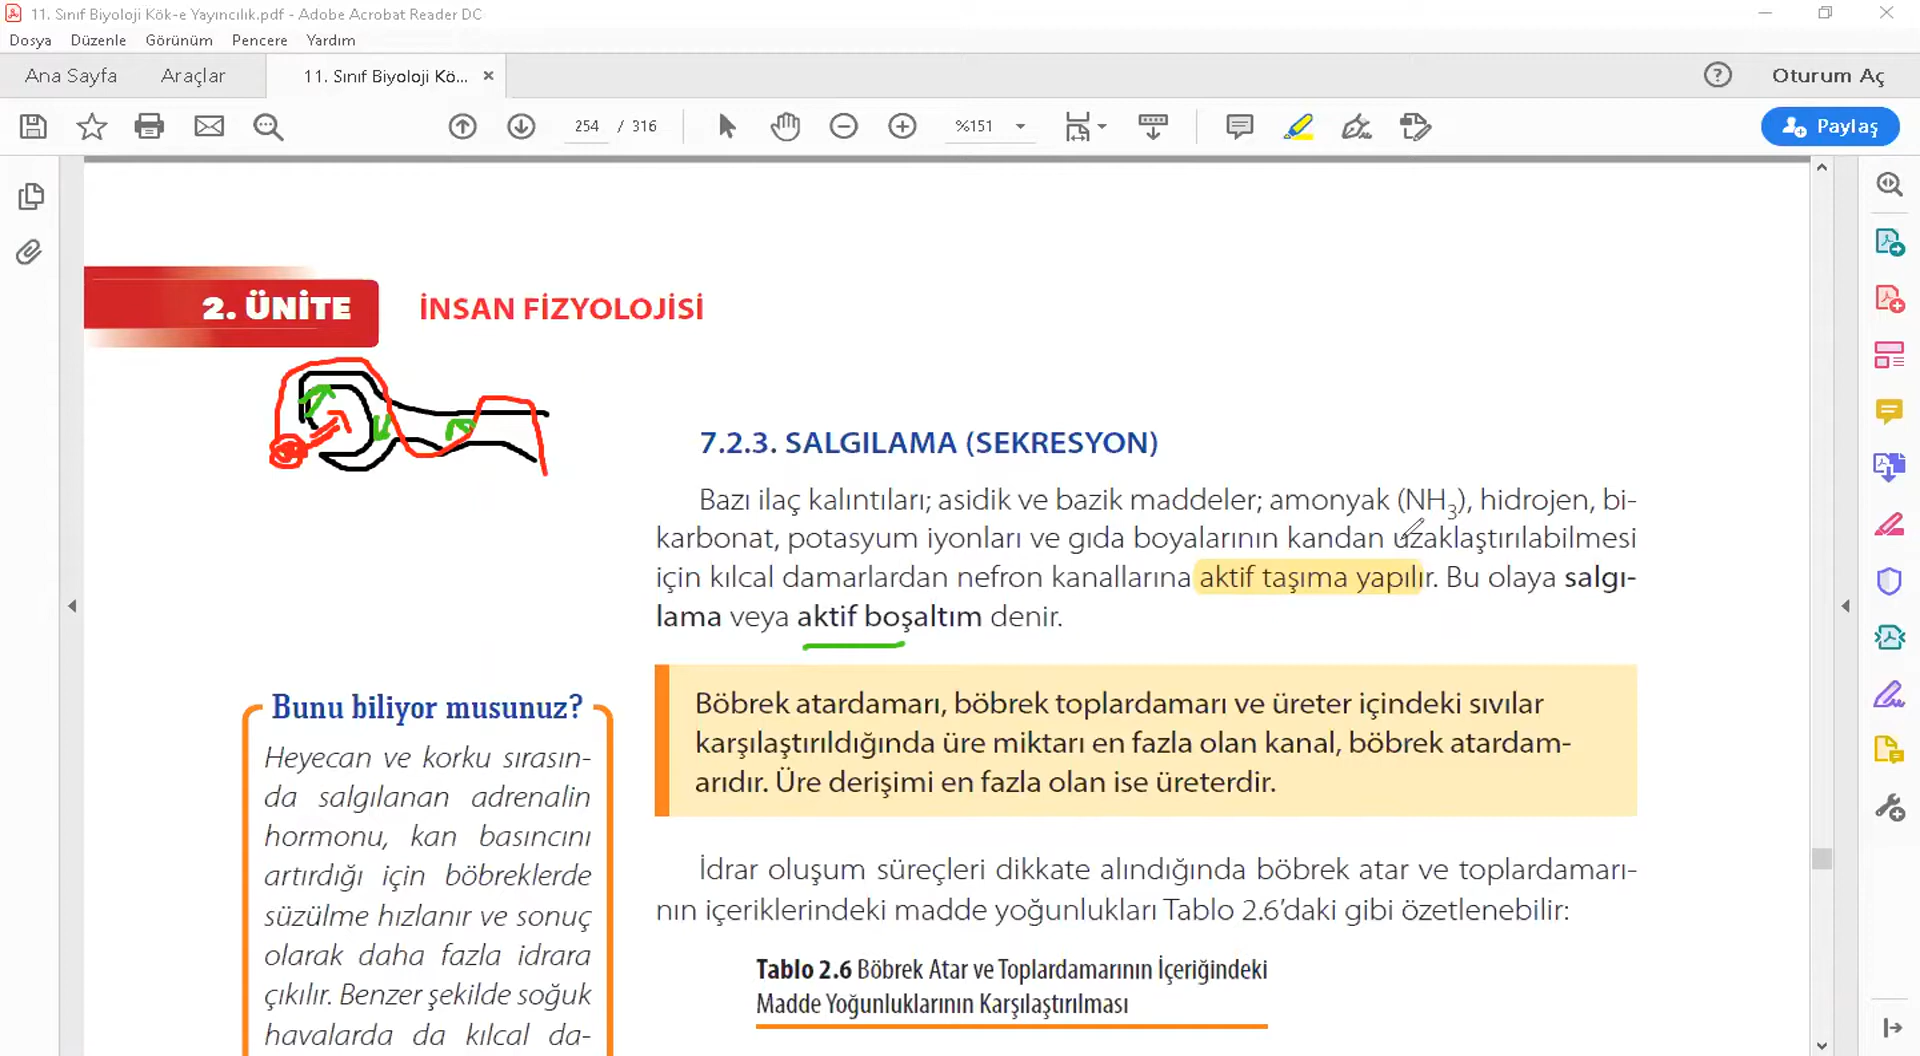 11. Sınıf Biyoloji Kök-e Yayıncılık.pdf - Adobe Acrobat Reader DC
Dosya Düzenle Görünüm Pencere Yardım
Ana Sayfa Araçlar 11. Sınıf Biyoloji Kö... Oturum Aç
254 / 316 %151 Paylaş
2. ÜNİTE İNSAN FİZYOLOJİSİ
7.2.3. SALGILAMA (SEKRESYON)
Bazı ilaç kalıntıları; asidik ve bazik maddeler; amonyak (NH3), hidrojen, bi-
karbonat, potasyum iyonları ve gıda boyalarının kandan uzaklaştırılabilmesi
için kılcal damarlardan nefron kanallarına aktif taşıma yapılır. Bu olaya salgı-
lama veya aktif boşaltım denir.
Böbrek atardamarı, böbrek toplardamarı ve üreter içindeki sıvılar
karşılaştırıldığında üre miktarı en fazla olan kanal, böbrek atardam-
arıdır. Üre derişimi en fazla olan ise üreterdir.
İdrar oluşum süreçleri dikkate alındığında böbrek atar ve toplardamarı-
nın içeriklerindeki madde yoğunlukları Tablo 2.6'daki gibi özetlenebilir:
Tablo 2.6 Böbrek Atar ve Toplardamarının İçeriğindeki
Madde Yoğunluklarının Karşılaştırılması
Bunu biliyor musunuz?
Heyecan ve korku sırasın-
da salgılanan adrenalin
hormonu, kan basıncını
artırdığı için böbreklerde
süzülme hızlanır ve sonuç
olarak daha fazla idrara
çıkılır. Benzer şekilde soğuk
havalarda da kılcal da-